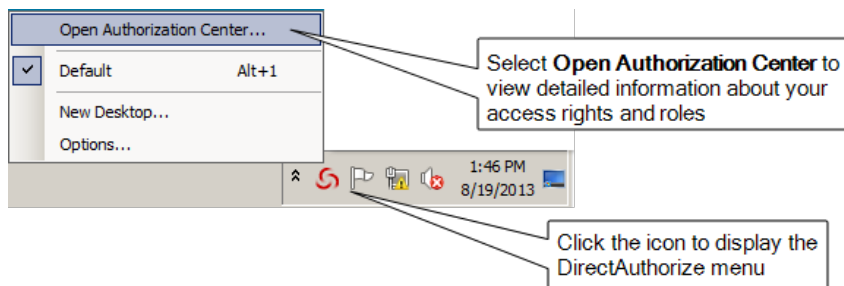 Open Authorization Center...
Default Alt+1
New Desktop...
Options...
Select Open Authorization Center to
view detailed information about your
access rights and roles
1:46 PM
8/19/2013
Click the icon to display the
DirectAuthorize menu